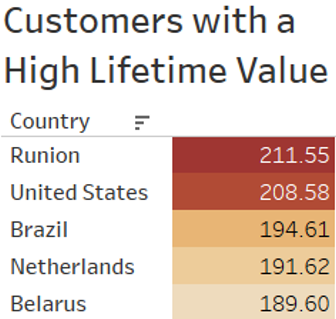 Customers with a
High Lifetime Value
Country
Runion 211.55
United States 208.58
Brazil 194.61
Netherlands 191.62
Belarus 189.60